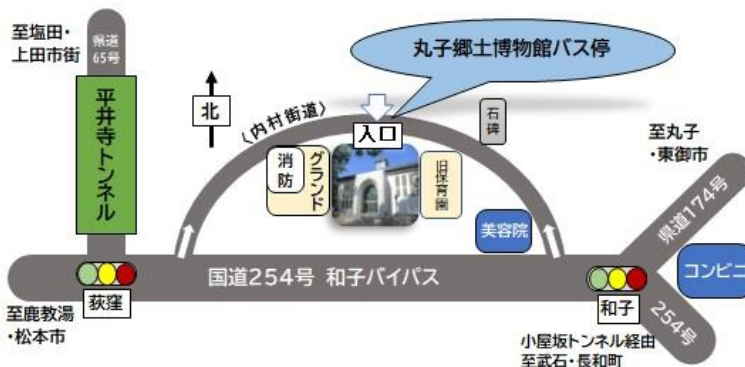 至塩田・
上田市街
県道
65号
平井寺トンネル
北
〈内村街道〉
丸子郷土博物館バス停
入口
石碑
消防
グランド
旧保育園
美容院
至丸子
・東御市
県道174号
コンビニ
国道254号 和子バイパス
荻窪
至鹿教湯
・松本市
和子
254号
小屋坂トンネル経由
至武石・長和町